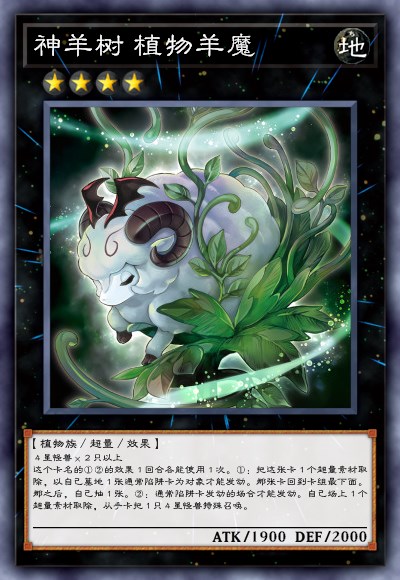 神羊树 植物羊魔
地
【植物族／超量／效果】
4星怪兽×2只以上
这个卡名的①②的效果1回合各能使用1次。①：把这张卡1个超量素材取
除，以自己墓地1张通常陷阱卡为对象才能发动。那张卡回到卡组最下面。
那之后，自己抽1张。②：通常陷阱卡发动的场合才能发动。自己场上1个
超量素材取除，从手卡把1只4星怪兽特殊召唤。
ATK/1900 DEF/2000